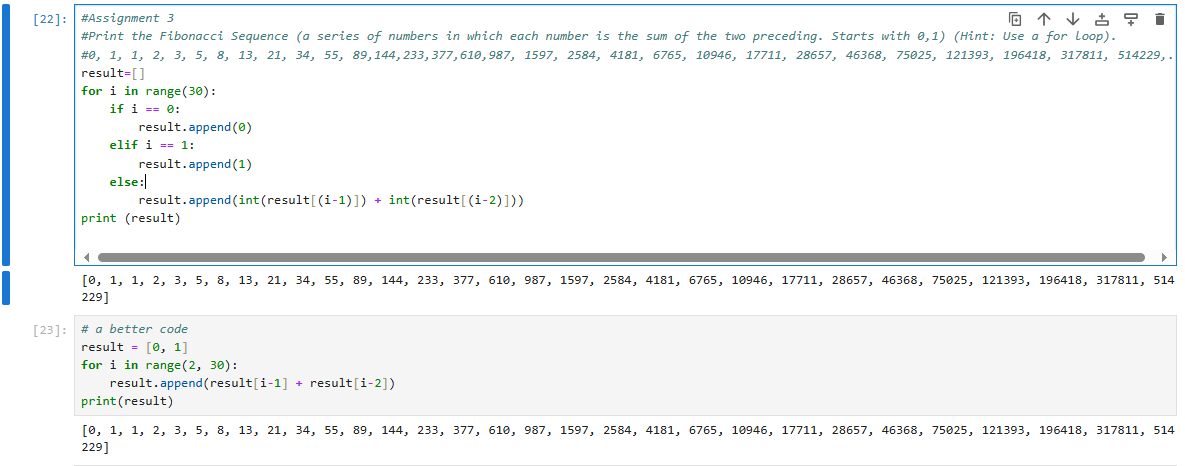 [22]:
#Assignment 3
#Print the Fibonacci Sequence (a series of numbers in which each number is the sum of the two preceding. Starts with 0,1) (Hint: Use a for loop).
#0, 1, 1, 2, 3, 5, 8, 13, 21, 34, 55, 89,144,233,377,610,987, 1597, 2584, 4181, 6765, 10946, 17711, 28657, 46368, 75025, 121393, 196418, 317811, 514229,.
result=[]
for i in range(30):
    if i == 0:
        result.append(0)
    elif i == 1:
        result.append(1)
    else:
        result.append(int(result[(i-1)]) + int(result[(i-2)]))
print (result)
[0, 1, 1, 2, 3, 5, 8, 13, 21, 34, 55, 89, 144, 233, 377, 610, 987, 1597, 2584, 4181, 6765, 10946, 17711, 28657, 46368, 75025, 121393, 196418, 317811, 514
229]
[23]:
# a better code
result = [0, 1]
for i in range(2, 30):
    result.append(result[i-1] + result[i-2])
print(result)
[0, 1, 1, 2, 3, 5, 8, 13, 21, 34, 55, 89, 144, 233, 377, 610, 987, 1597, 2584, 4181, 6765, 10946, 17711, 28657, 46368, 75025, 121393, 196418, 317811, 514
229]